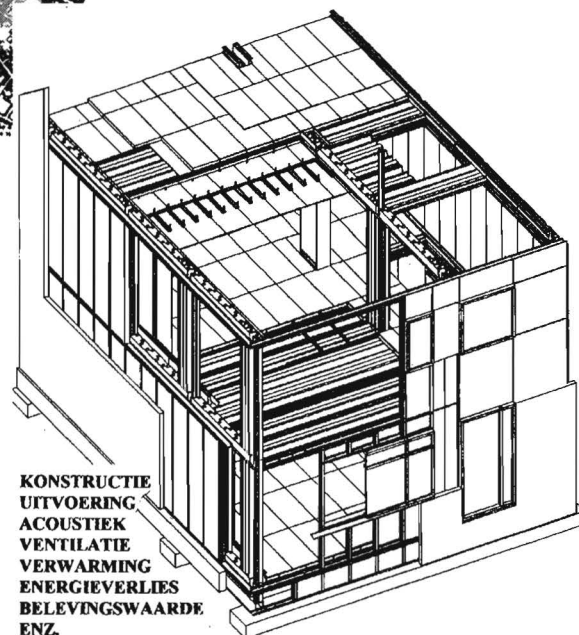 KONSTRUCTIE
UITVOERING
ACOUSTIEK
VENTILATIE
VERWARMING
ENERGIEVERLIES
BELEVINGSWAARDE
ENZ.